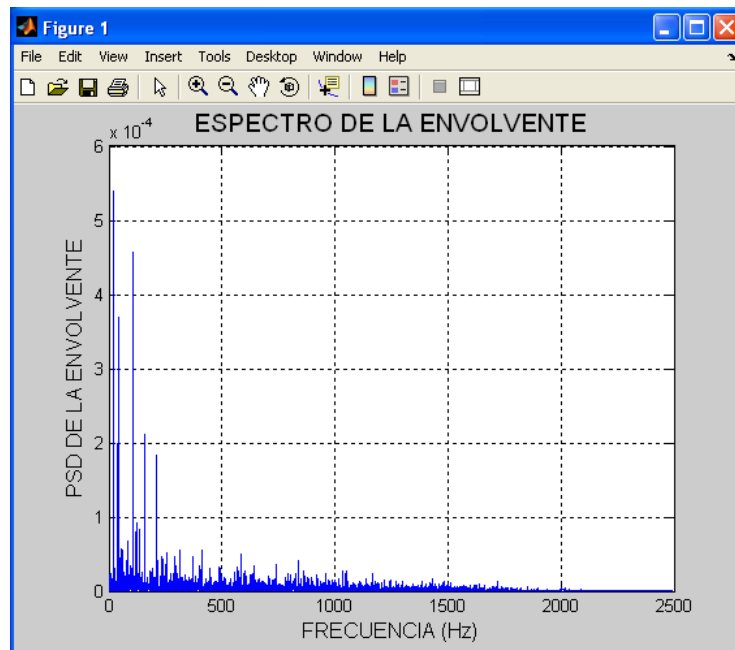 Figure 1
File Edit View Insert Tools Desktop Window Help
x 10-4
ESPECTRO DE LA ENVOLVENTE
6
5
4
3
2
1
0
PSD DE LA ENVOLVENTE
0 500 1000 1500 2000 2500
FRECUENCIA (Hz)